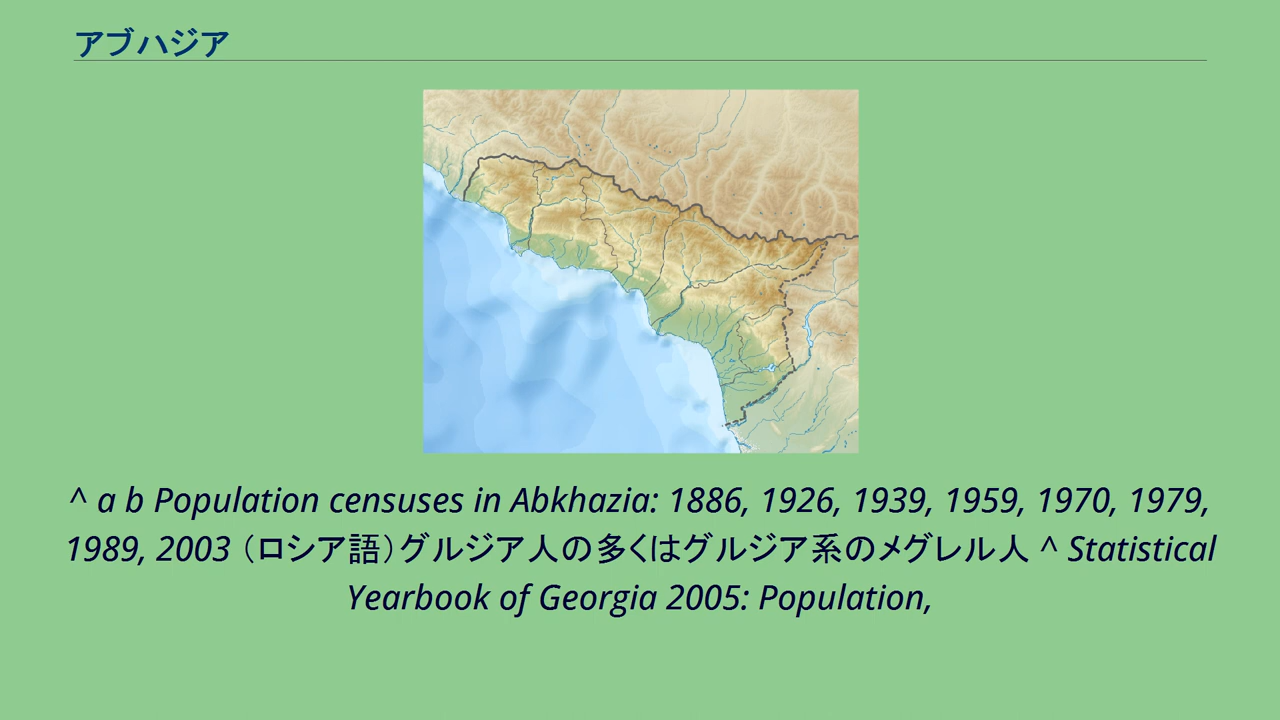 アブハジア
^ a b Population censuses in Abkhazia: 1886, 1926, 1939, 1959, 1970, 1979,
1989, 2003 （ロシア語）グルジア人の多くはグルジア系のメグレル人 ^ Statistical
Yearbook of Georgia 2005: Population,